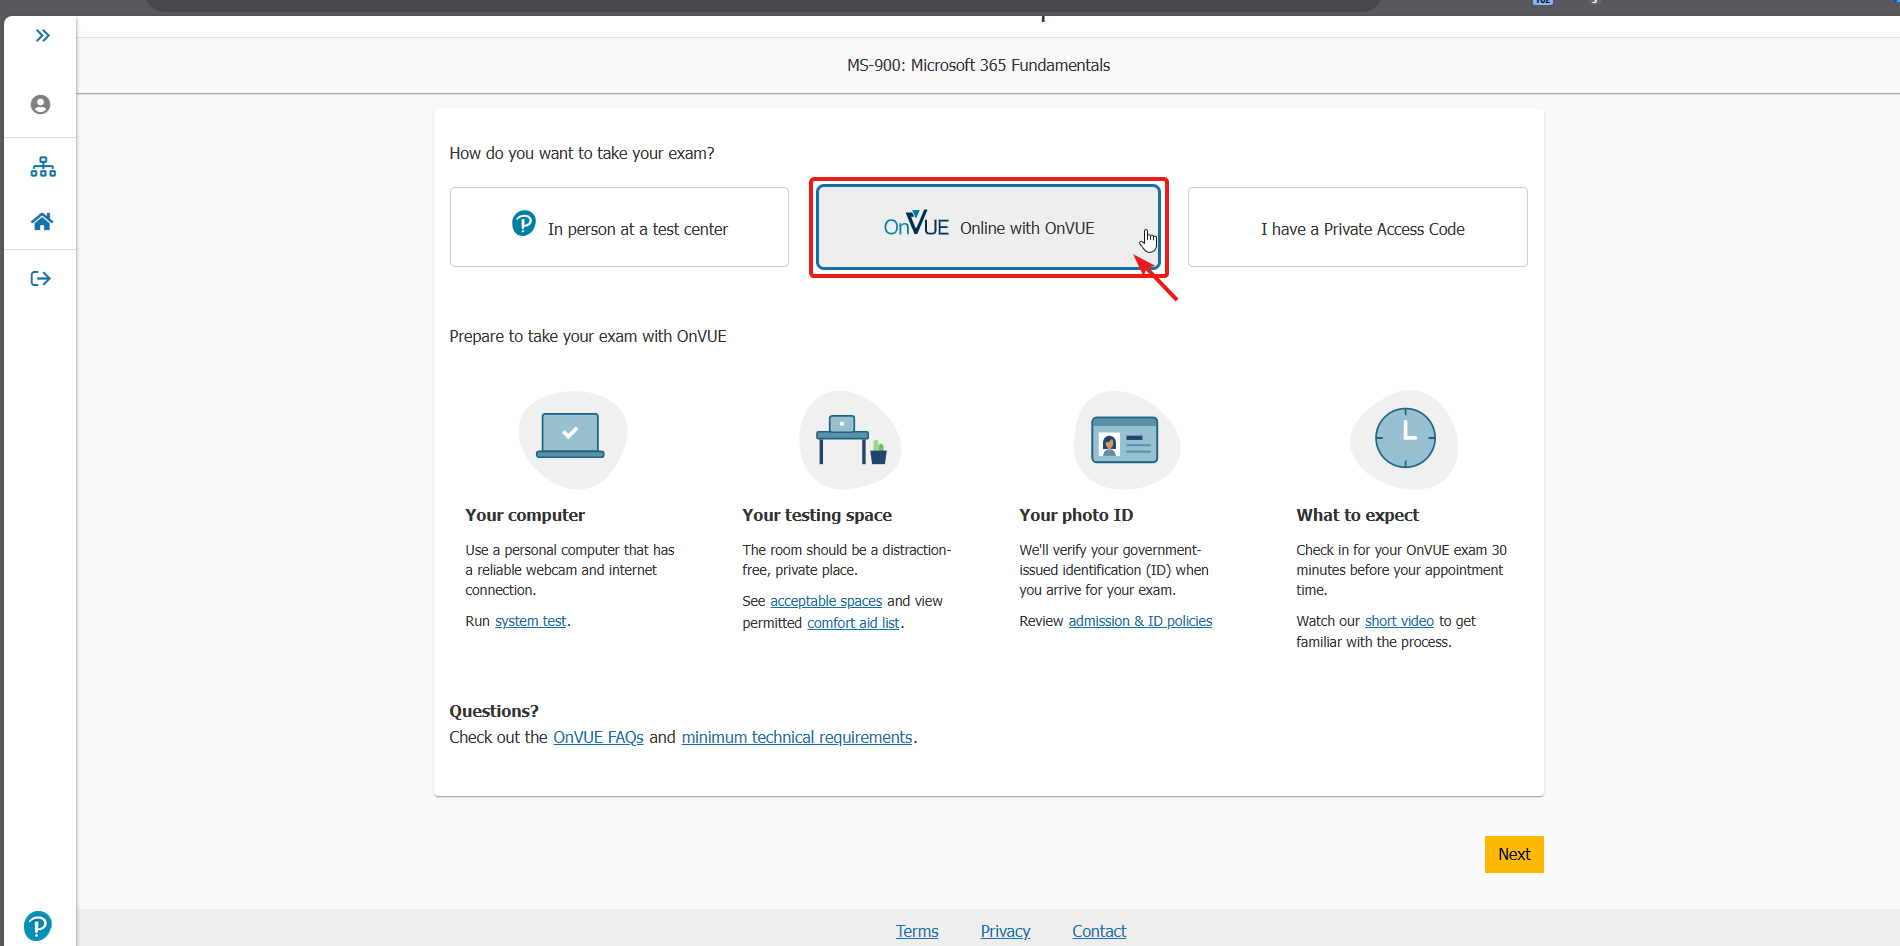 MS-900: Microsoft 365 Fundamentals
How do you want to take your exam?
In person at a test center
OnVUE Online with OnVUE
I have a Private Access Code
Prepare to take your exam with OnVUE
Your computer
Use a personal computer that has
a reliable webcam and internet
connection.
Run system test.
Your testing space
The room should be a distraction-
free, private place.
See acceptable spaces and view
permitted comfort aid list.
Your photo ID
We'll verify your government-
issued identification (ID) when
you arrive for your exam.
Review admission & ID policies
What to expect
Check in for your OnVUE exam 30
minutes before your appointment
time.
Watch our short video to get
familiar with the process.
Questions?
Check out the OnVUE FAQs and minimum technical requirements.
Next
Terms Privacy Contact